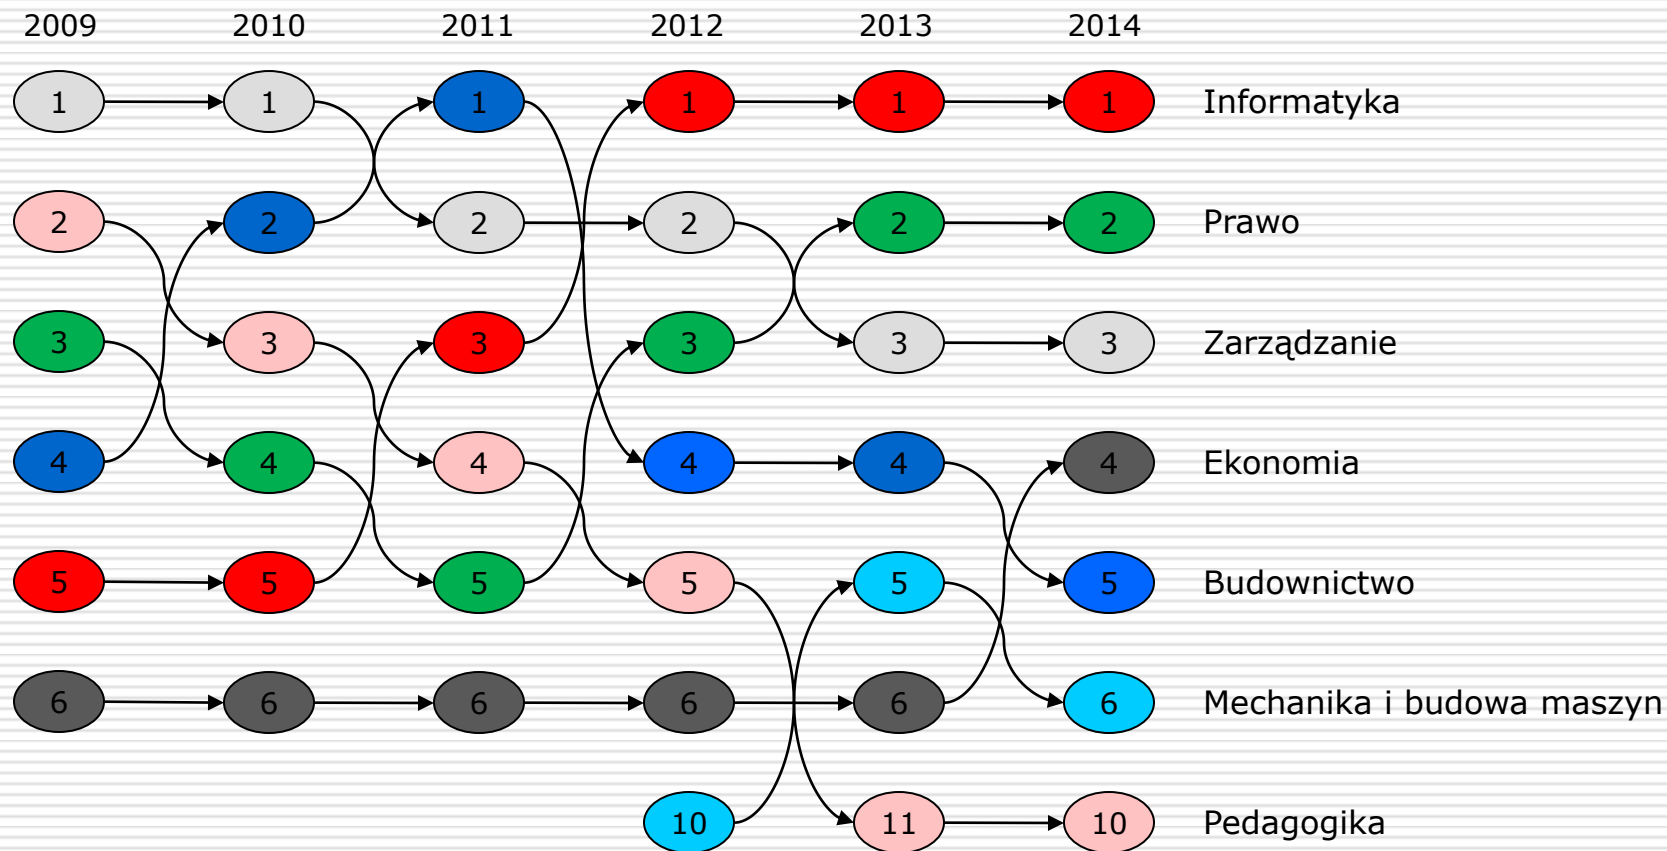 2009 2010 2011 2012 2013 2014
1 1 1 1 1 1 Informatyka
2 2 2 2 2 2 Prawo
3 3 3 3 3 3 Zarządzanie
4 4 4 4 4 4 Ekonomia
5 5 5 5 5 5 Budownictwo
6 6 6 6 6 6 Mechanika i budowa maszyn
10 11 10 Pedagogika